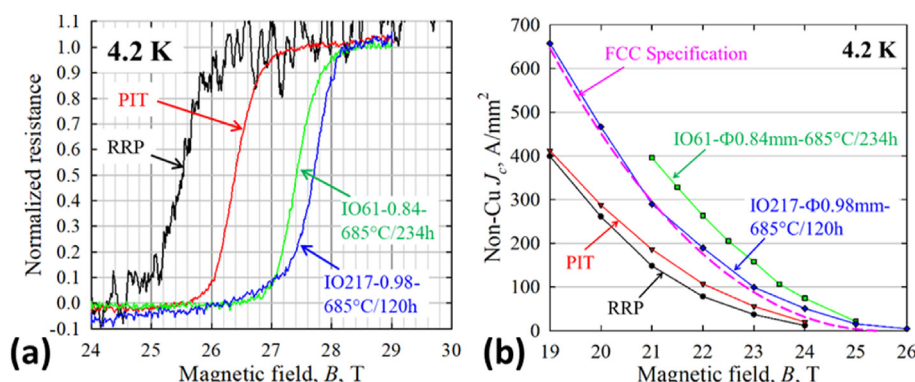 4.2 K
PIT
RRP
IO61-0.84-
685°C/234h
IO217-0.98-
685°C/120h
Normalized resistance
1.1
1.0
0.9
0.8
0.7
0.6
0.5
0.4
0.3
0.2
0.1
0.0
-0.1
24 25 26 27 28 29 30
Magnetic field, B, T
(a)
4.2 K
FCC Specification
IO61-Φ0.84mm-685°C/234h
IO217-Φ0.98mm-
685°C/120h
PIT
RRP
Non-Cu Jc, A/mm²
700
600
500
400
300
200
100
0
19 20 21 22 23 24 25 26
Magnetic field, B, T
(b)